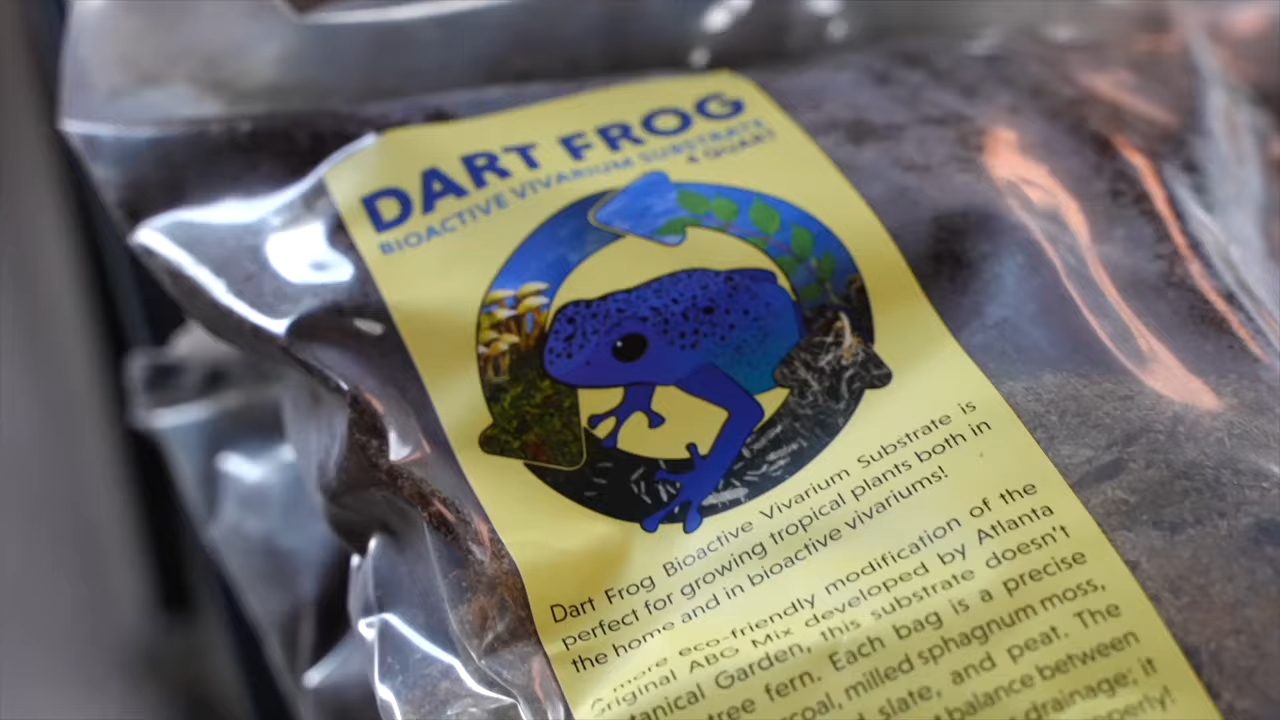 DART FROG
BIOACTIVE VIVARIUM SUBSTRATE
4 QUART
Dart Frog Bioactive Vivarium Substrate is
perfect for growing tropical plants both in
the home and in bioactive vivariums!
more eco-friendly modification of the
Original ABG Mix developed by Atlanta
tanical Garden, this substrate doesn't
tree fern. Each bag is a precise
coal, milled sphagnum moss,
slate, and peat. The
balance between
drainage; it